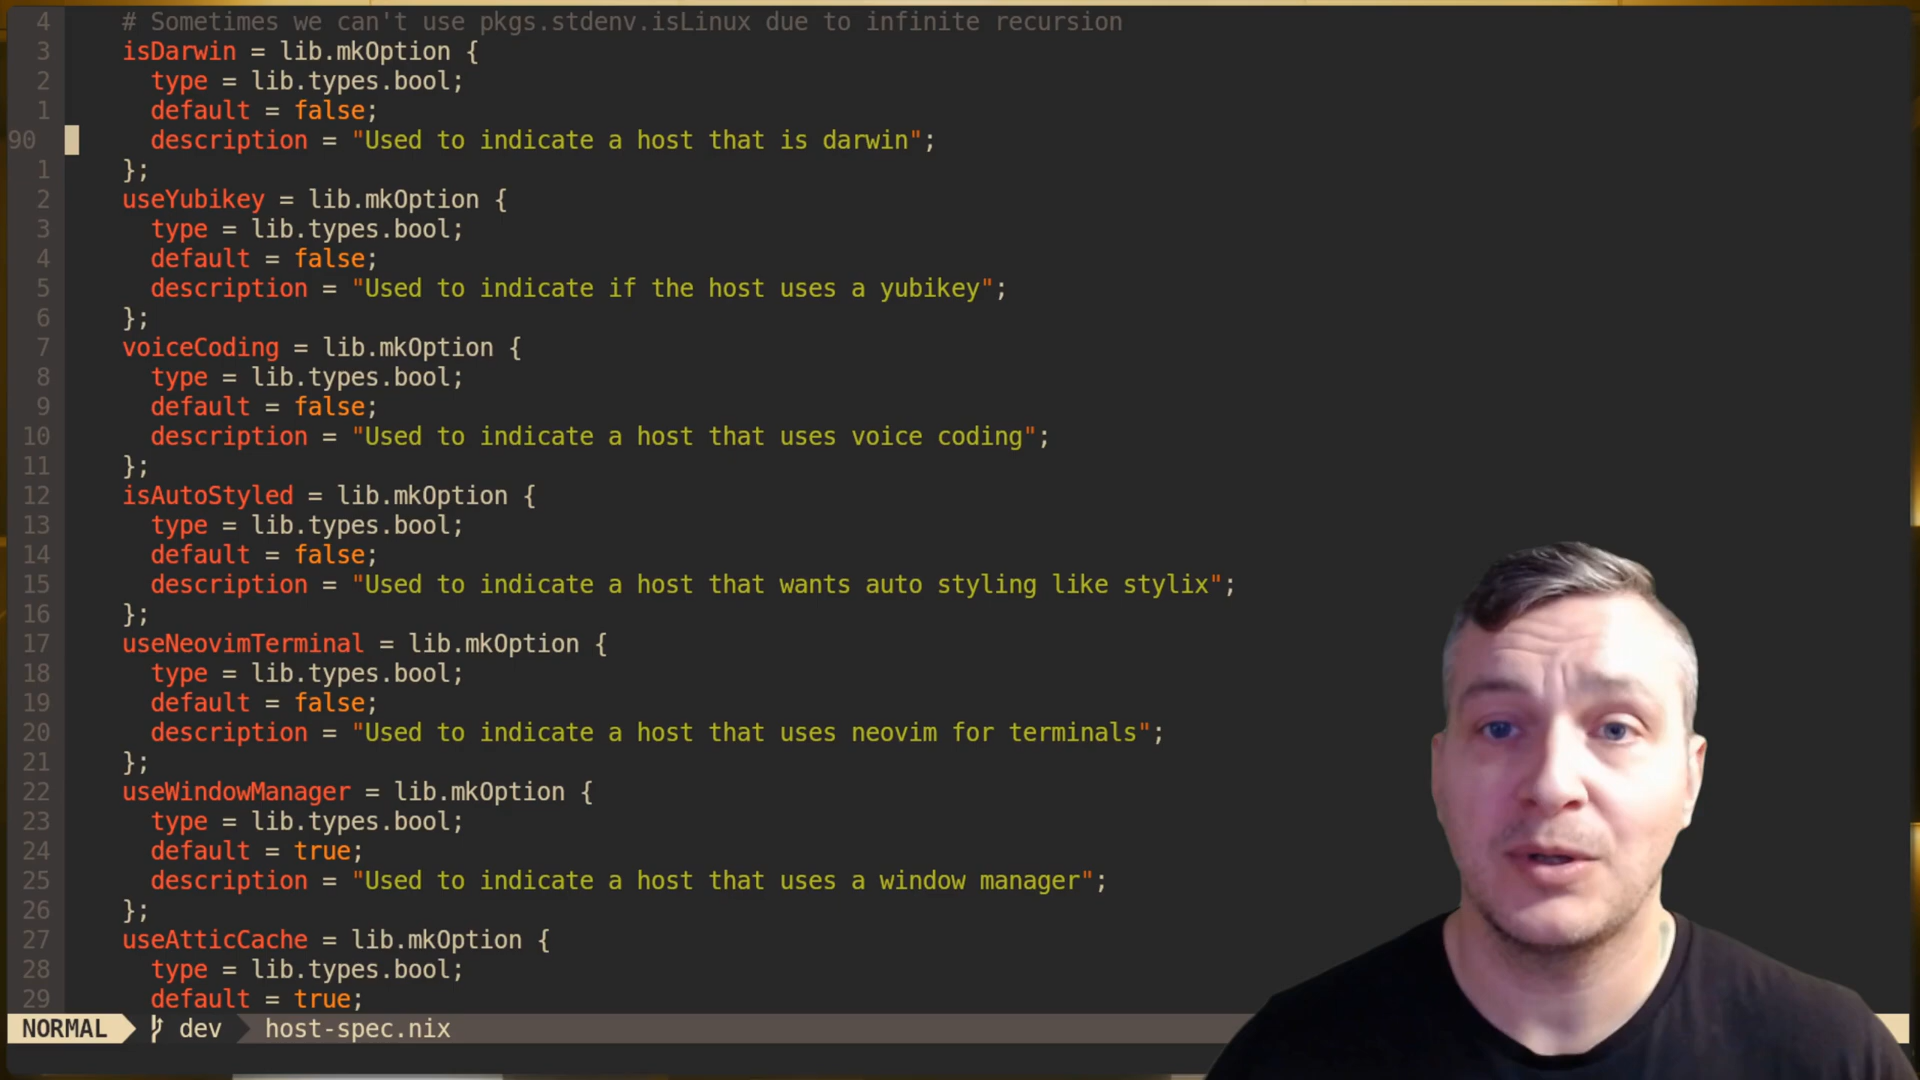 4 # Sometimes we can't use pkgs.stdenv.isLinux due to infinite recursion
3 isDarwin = lib.mkOption {
2 type = lib.types.bool;
1 default = false;
90 description = "Used to indicate a host that is darwin";
1 };
2 useYubikey = lib.mkOption {
3 type = lib.types.bool;
4 default = false;
5 description = "Used to indicate if the host uses a yubikey";
6 };
7 voiceCoding = lib.mkOption {
8 type = lib.types.bool;
9 default = false;
10 description = "Used to indicate a host that uses voice coding";
11 };
12 isAutoStyled = lib.mkOption {
13 type = lib.types.bool;
14 default = false;
15 description = "Used to indicate a host that wants auto styling like stylix";
16 };
17 useNeovimTerminal = lib.mkOption {
18 type = lib.types.bool;
19 default = false;
20 description = "Used to indicate a host that uses neovim for terminals";
21 };
22 useWindowManager = lib.mkOption {
23 type = lib.types.bool;
24 default = true;
25 description = "Used to indicate a host that uses a window manager";
26 };
27 useAtticCache = lib.mkOption {
28 type = lib.types.bool;
29 default = true;
NORMAL dev host-spec.nix